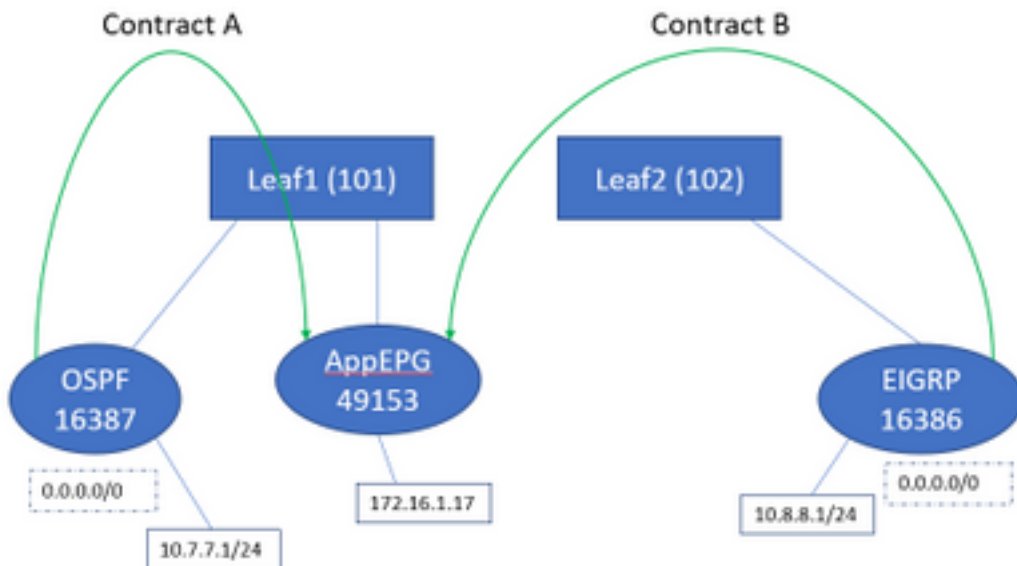 Contract A
Contract B
Leaf1 (101)
Leaf2 (102)
OSPF
16387
AppEPG
49153
EIGRP
16386
0.0.0.0/0
172.16.1.17
0.0.0.0/0
10.8.8.1/24
10.7.7.1/24